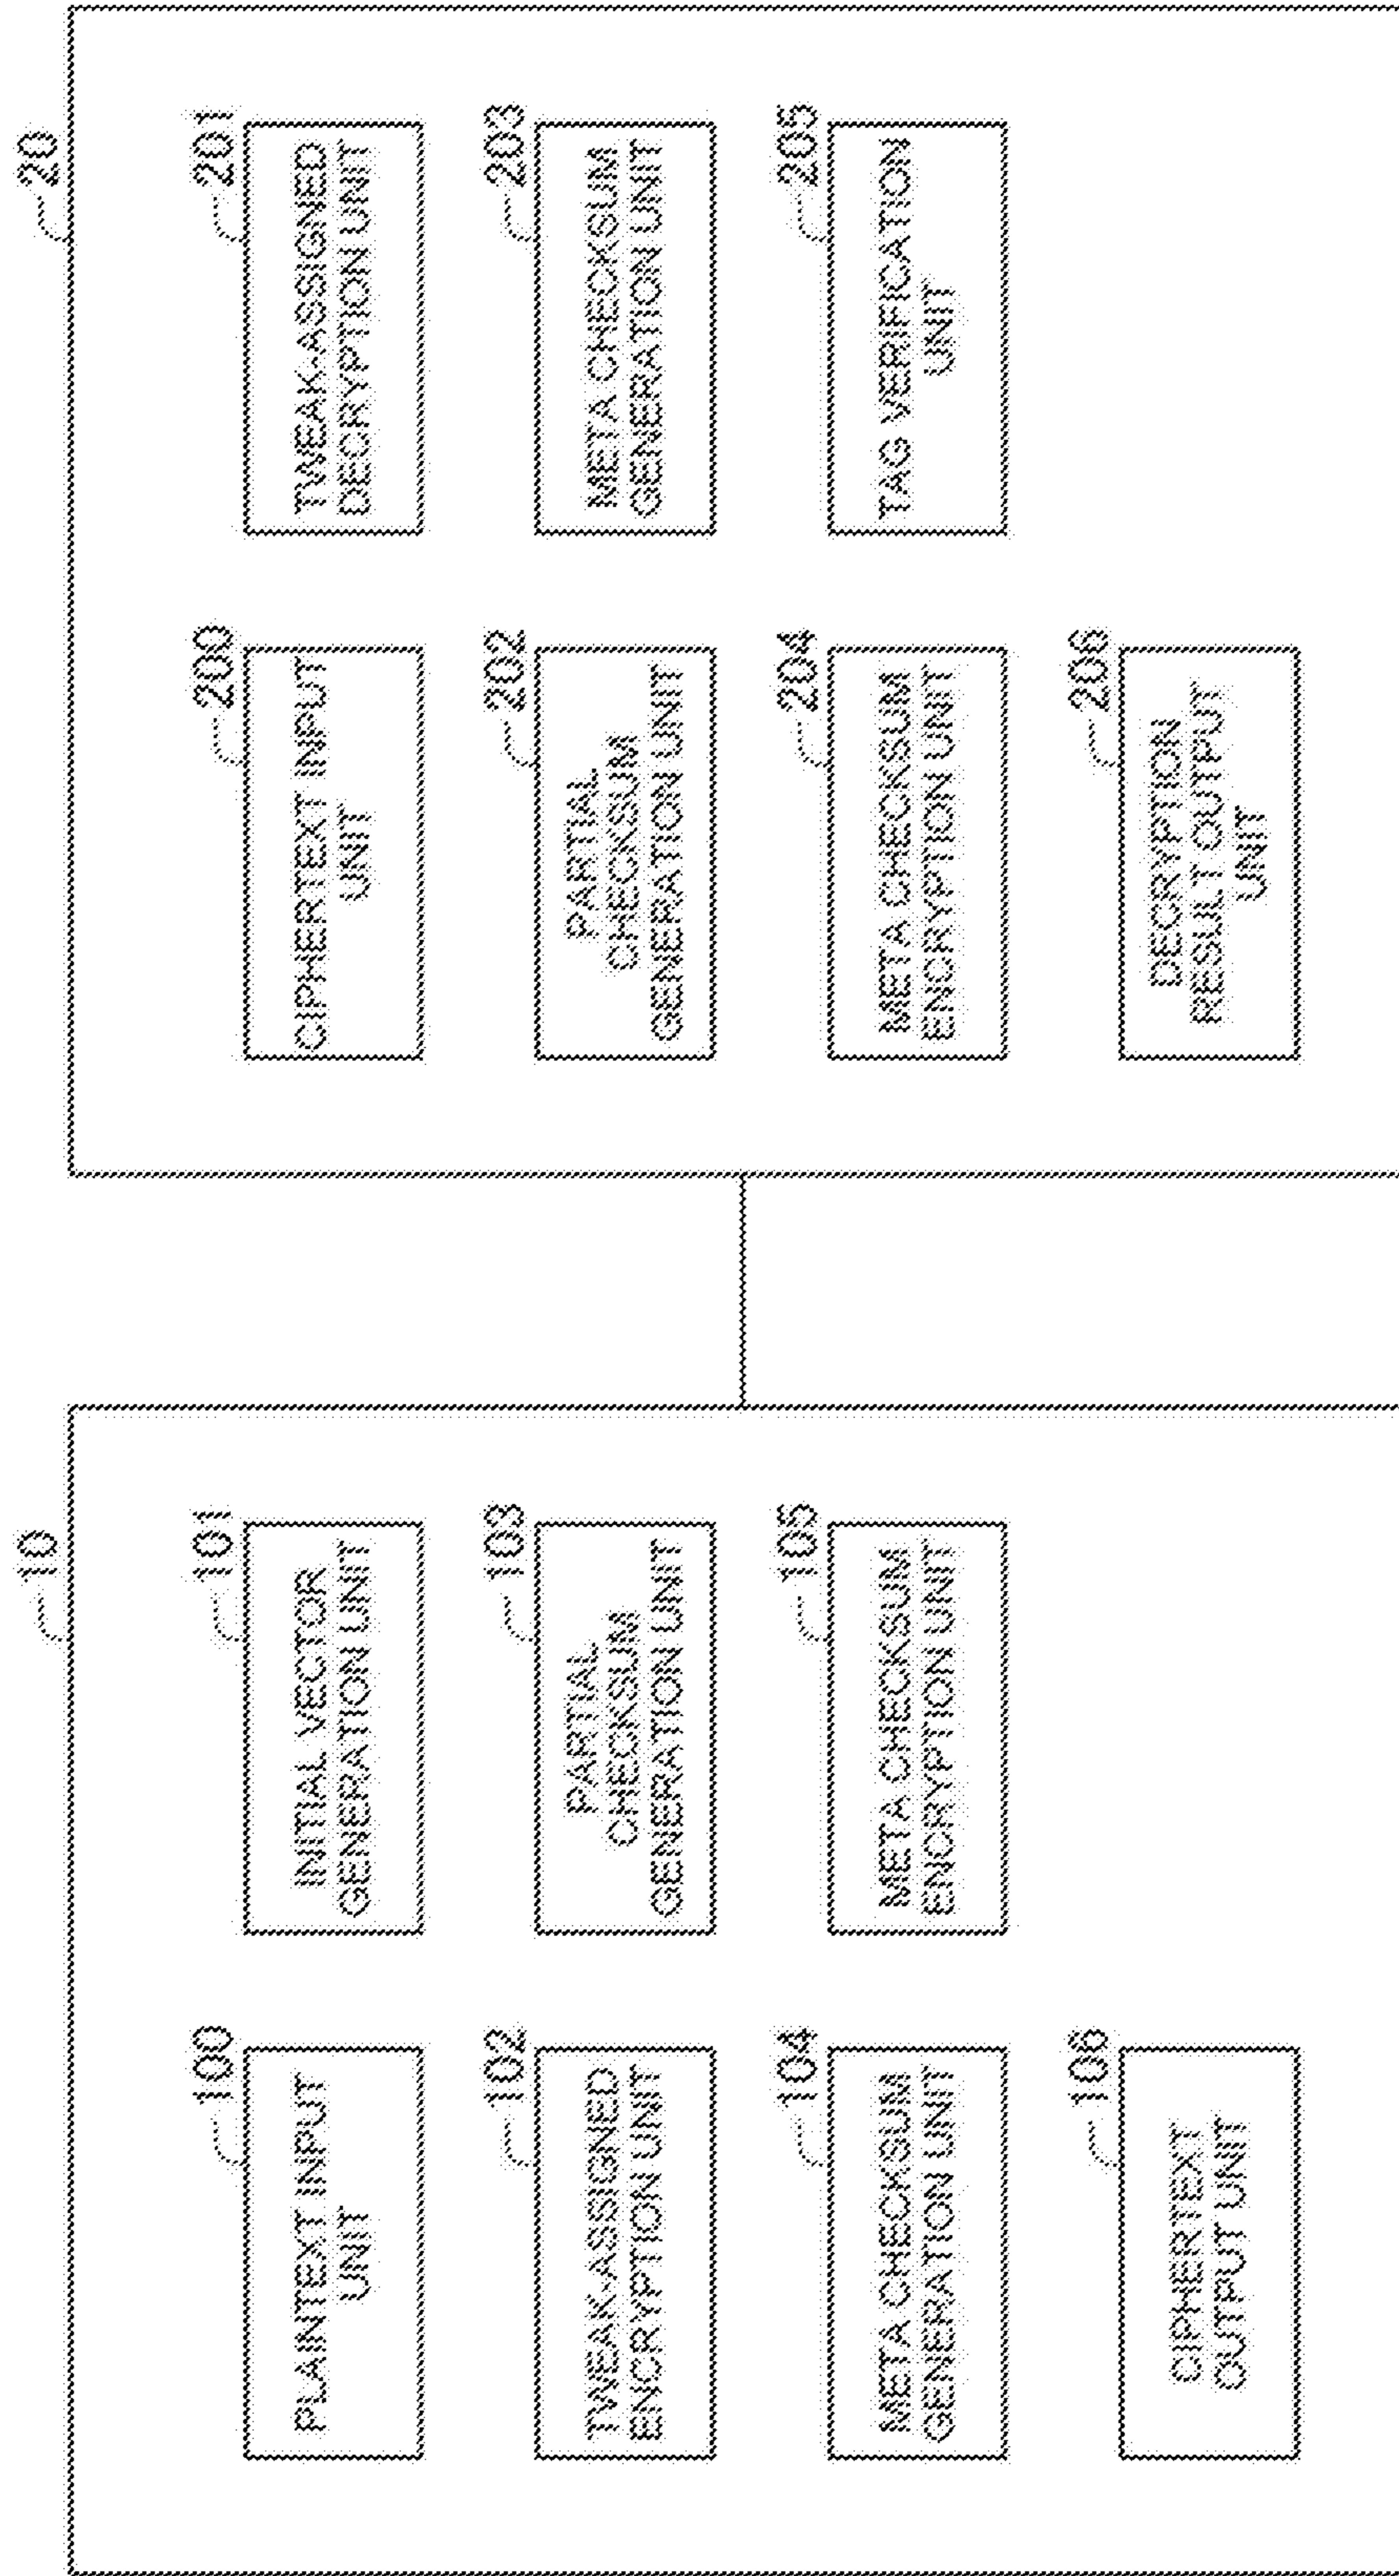 10
100
PLAINTEXT INPUT
UNIT
101
INITIAL VECTOR
GENERATION UNIT
102
TWEAK-ASSIGNED
ENCRYPTION UNIT
103
PARTIAL
CHECKSUM
GENERATION UNIT
104
META CHECKSUM
GENERATION UNIT
105
META CHECKSUM
ENCRYPTION UNIT
106
CIPHERTEXT
OUTPUT UNIT
20
200
CIPHERTEXT INPUT
UNIT
201
TWEAK-ASSIGNED
DECRYPTION UNIT
202
PARTIAL
CHECKSUM
GENERATION UNIT
203
META CHECKSUM
GENERATION UNIT
204
META CHECKSUM
ENCRYPTION UNIT
205
TAG VERIFICATION
UNIT
206
DECRYPTION
RESULT OUTPUT
UNIT